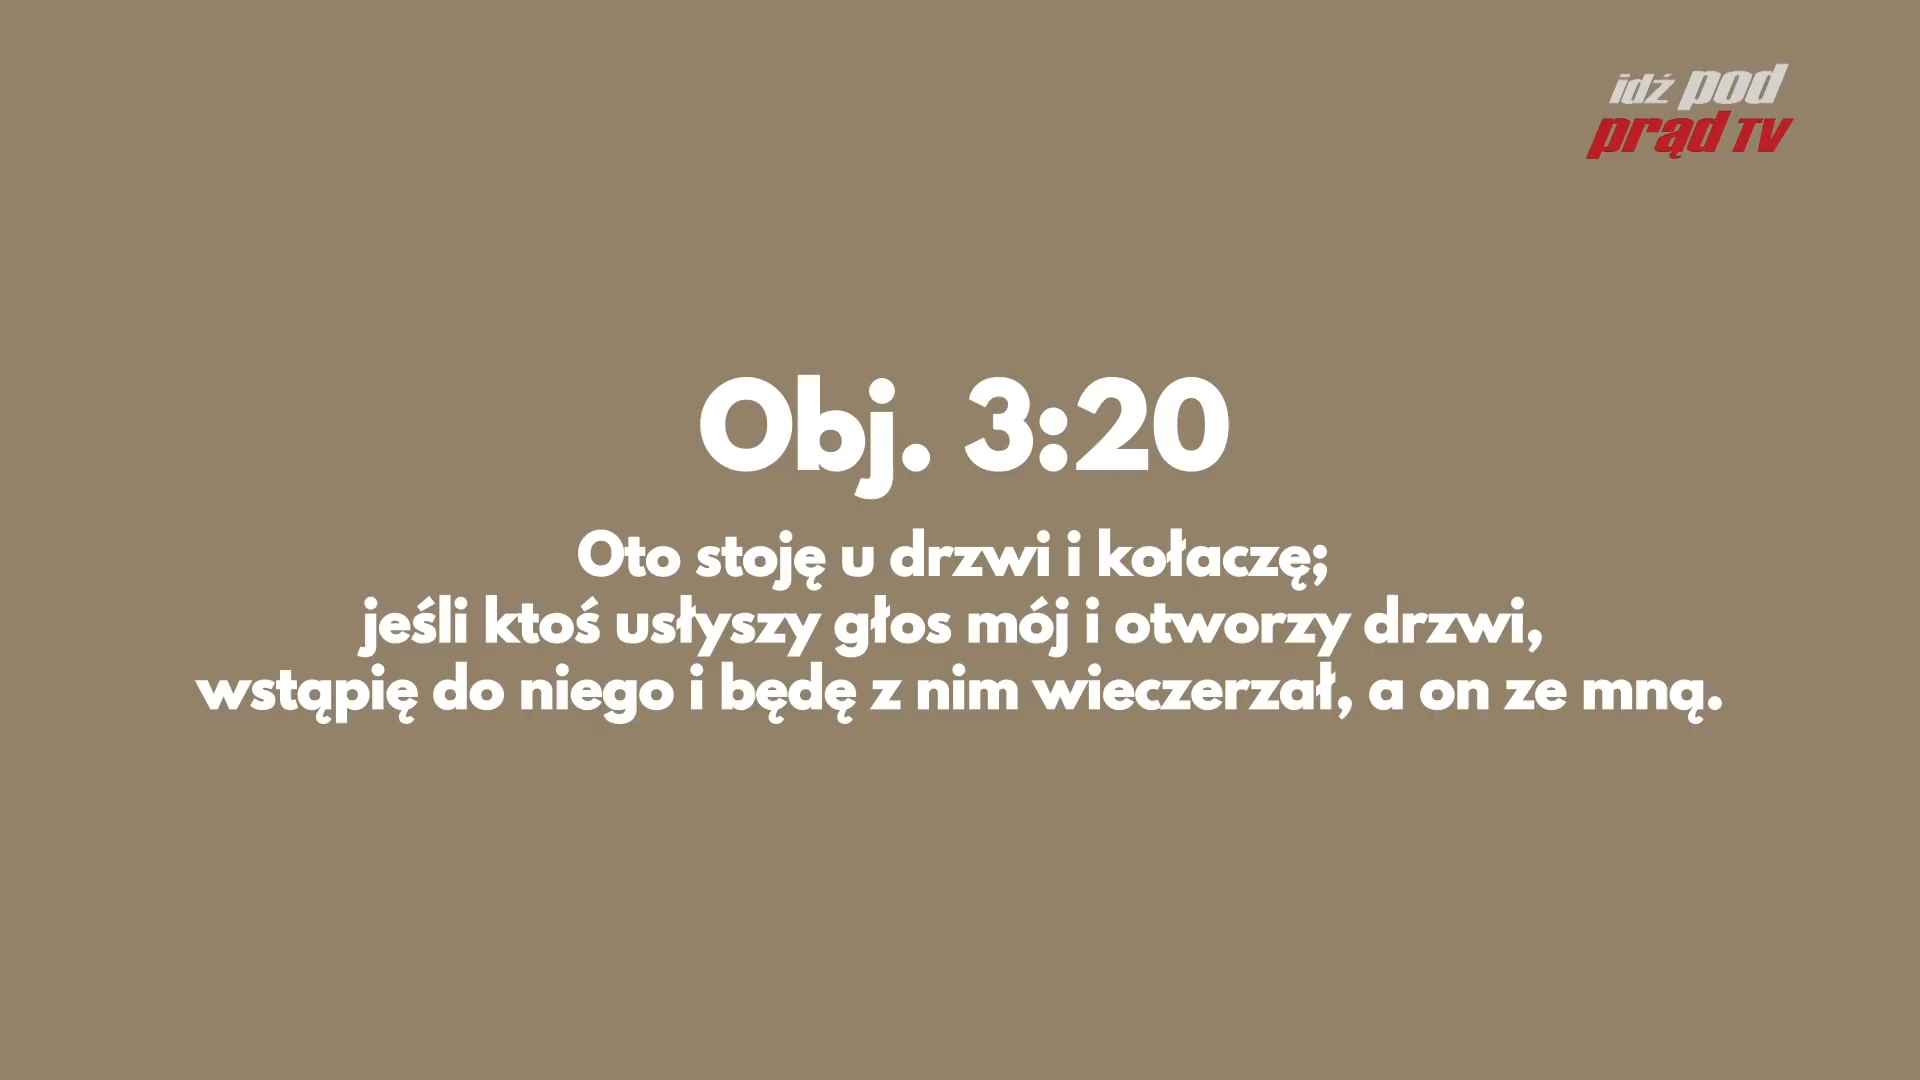 idź pod
prąd TV
Obj. 3:20
Oto stoję u drzwi i kołaczę;
jeśli ktoś usłyszy głos mój i otworzy drzwi,
wstąpię do niego i będę z nim wieczerzał, a on ze mną.